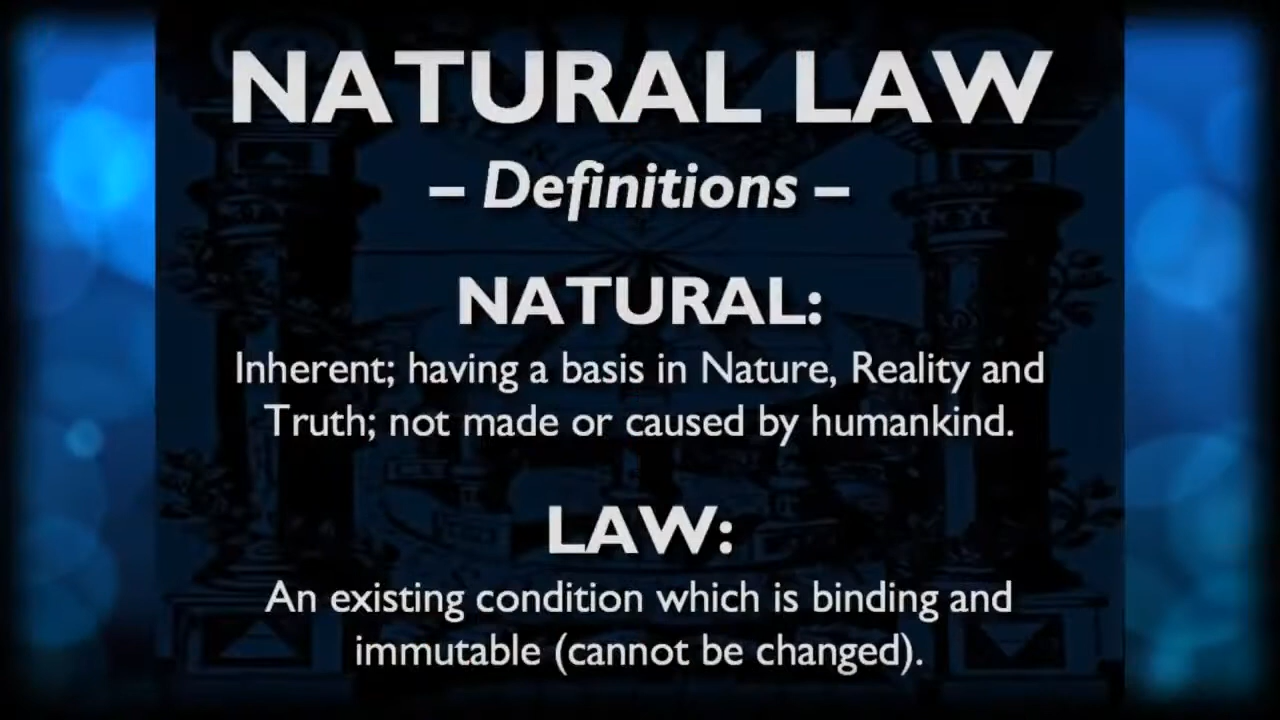 NATURAL LAW
– Definitions –
NATURAL:
Inherent; having a basis in Nature, Reality and
Truth; not made or caused by humankind.
LAW:
An existing condition which is binding and
immutable (cannot be changed).